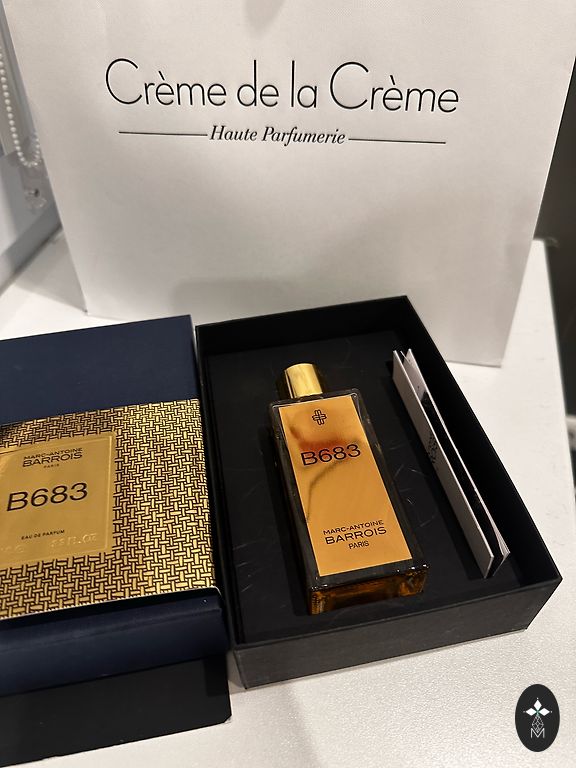 Crème de la Crème
Haute Parfumerie
MARC-ANTOINE
BARROIS
PARIS
B683
EAU DE PARFUM
B683
MARC-ANTOINE
BARROIS
PARIS
M